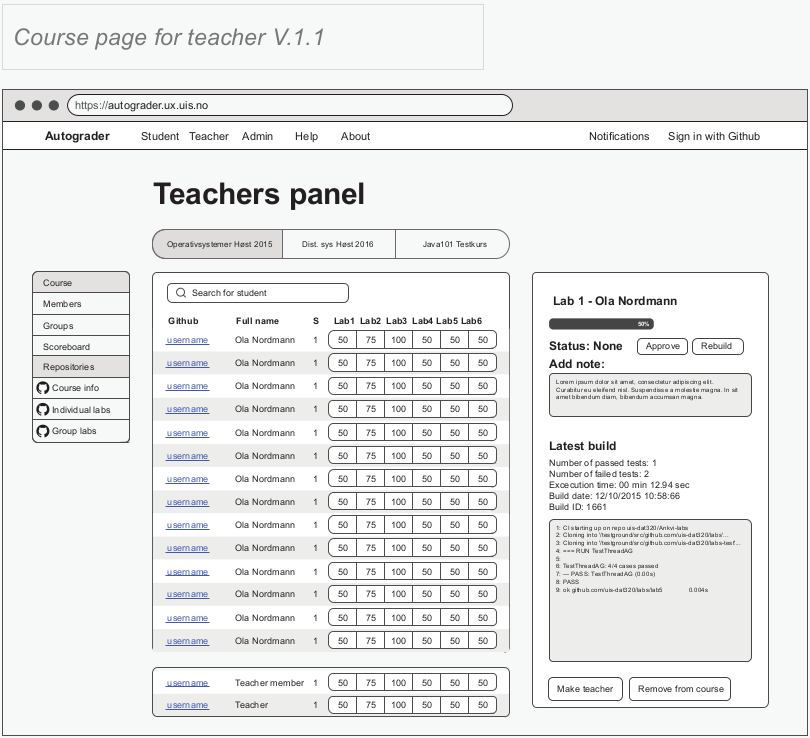 Course page for teacher V.1.1
https://autograder.ux.uis.no
Autograder Student Teacher Admin Help About Notifications Sign in with Github
Teachers panel
Operativsystemer Høst 2015 Dist. sys Høst 2016 Java101 Testkurs
Course
Members
Groups
Scoreboard
Repositories
Course info
Individual labs
Group labs
Search for student
Github Full name S Lab1 Lab2 Lab3 Lab4 Lab5 Lab6
username Ola Nordmann 1 50 75 100 50 50 50
username Ola Nordmann 1 50 75 100 50 50 50
username Ola Nordmann 1 50 75 100 50 50 50
username Ola Nordmann 1 50 75 100 50 50 50
username Ola Nordmann 1 50 75 100 50 50 50
username Ola Nordmann 1 50 75 100 50 50 50
username Ola Nordmann 1 50 75 100 50 50 50
username Ola Nordmann 1 50 75 100 50 50 50
username Ola Nordmann 1 50 75 100 50 50 50
username Ola Nordmann 1 50 75 100 50 50 50
username Ola Nordmann 1 50 75 100 50 50 50
username Ola Nordmann 1 50 75 100 50 50 50
username Ola Nordmann 1 50 75 100 50 50 50
username Ola Nordmann 1 50 75 100 50 50 50
username Teacher member 1 50 75 100 50 50 50
username Teacher 1 50 75 100 50 50 50
Lab 1 - Ola Nordmann
50%
Status: None Approve Rebuild
Add note:
Lorem ipsum dolor sit amet, consectetur adipiscing elit.
Curabitur eu eleifend nisl. Suspendisse a molestie magna. In sit
amet bibendum diam, bibendum accumsan magna.
Latest build
Number of passed tests: 1
Number of failed tests: 2
Excecution time: 00 min 12.94 sec
Build date: 12/10/2015 10:58:66
Build ID: 1661
1: CI starting up on repo uis-dat320/Ankvi-labs
2: Cloning into '/testground/src/github.com/uis-dat320/labs/'...
3: Cloning into '/testground/src/github.com/uis-dat320/labs-test'...
4: === RUN TestThreadAG
5:
6: TestThreadAG: 4/4 cases passed
7: — PASS: TestThreadAG (0.00s)
8: PASS
9: ok github.com/uis-dat320/labs/lab5 0.004s
Make teacher Remove from course